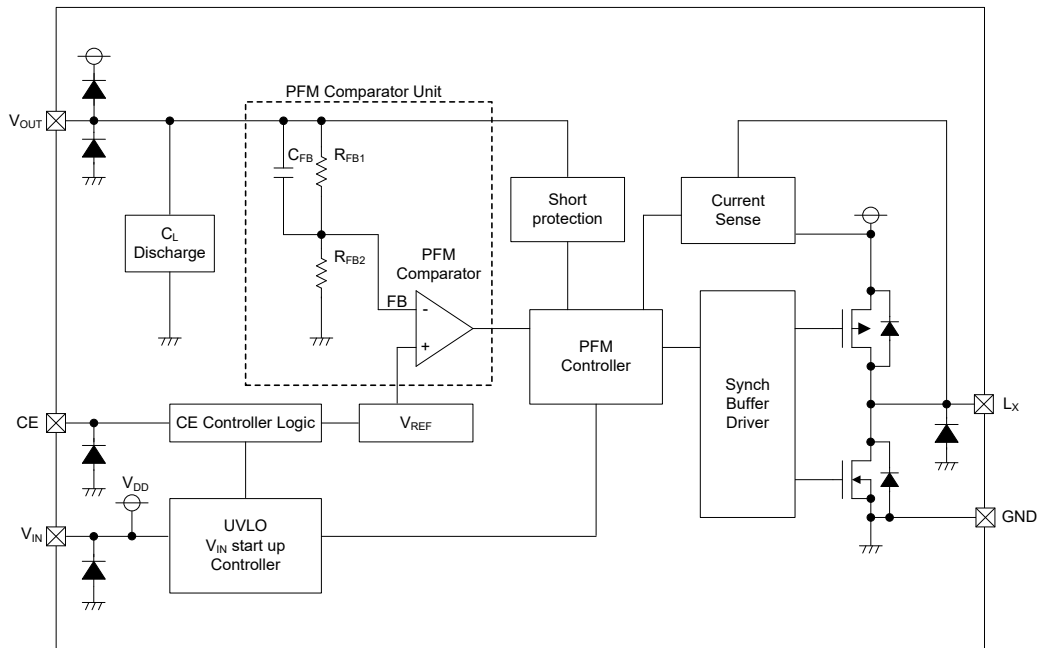 PFM Comparator Unit
V_OUT
C_FB
R_FB1
Short
protection
Current
Sense
C_L
Discharge
R_FB2
PFM
Comparator
FB
-
+
PFM
Controller
Synch
Buffer
Driver
L_X
CE
CE Controller Logic
V_REF
V_DD
V_IN
UVLO
V_IN start up
Controller
GND